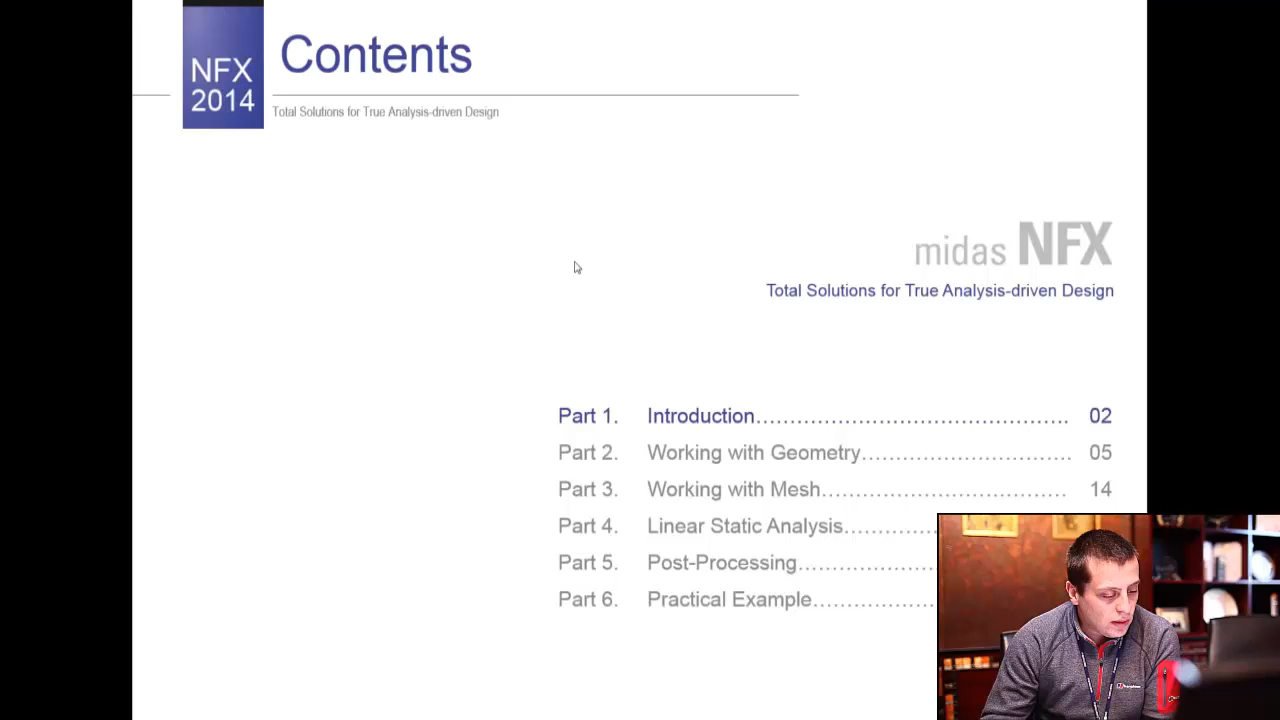 NFX
2014
Contents
Total Solutions for True Analysis-driven Design
midas NFX
Total Solutions for True Analysis-driven Design
Part 1. Introduction……………………………………….. 02
Part 2. Working with Geometry…………………………. 05
Part 3. Working with Mesh……………………………… 14
Part 4. Linear Static Analysis…………
Part 5. Post-Processing………………
Part 6. Practical Example……………